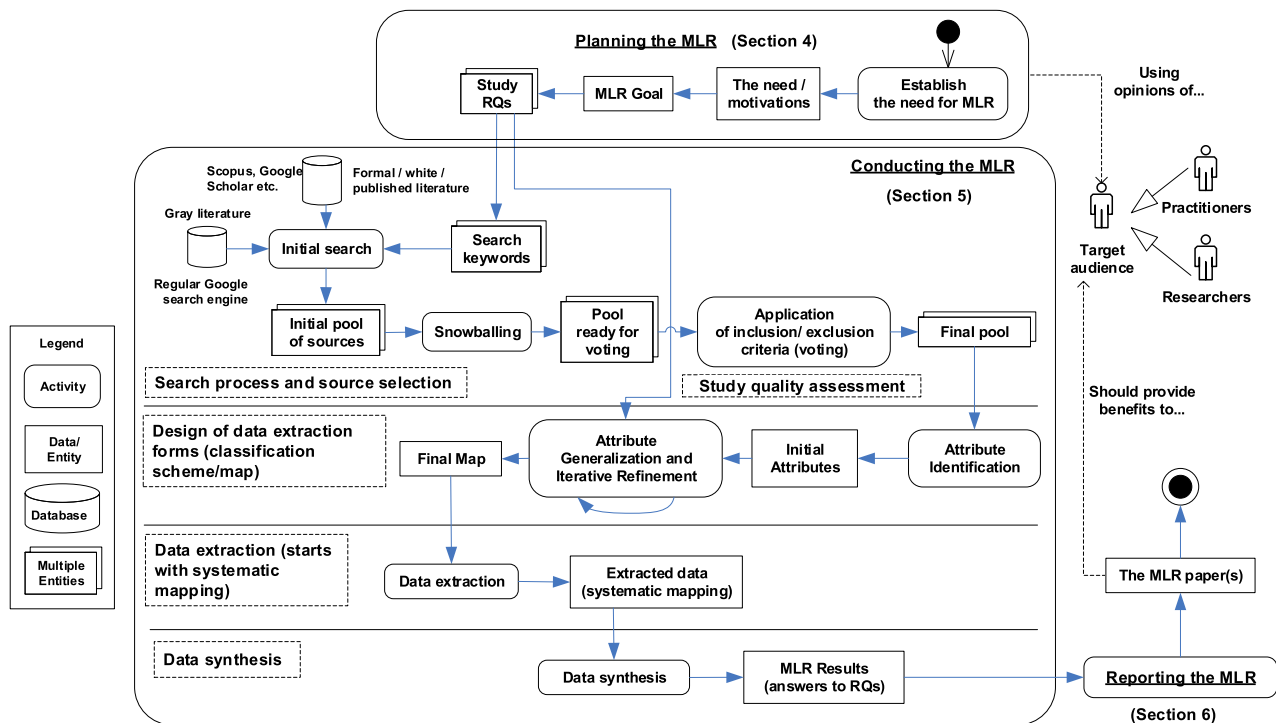 Planning the MLR (Section 4)
Study
RQs
MLR Goal
The need /
motivations
Establish
the need for MLR
Using
opinions of...
Conducting the MLR
(Section 5)
Scopus, Google
Scholar etc.
Formal / white /
published literature
Gray literature
Initial search
Search
keywords
Regular Google
search engine
Practitioners
Target
audience
Researchers
Initial pool
of sources
Snowballing
Pool
ready for
voting
Application
of inclusion/ exclusion
criteria (voting)
Final pool
Search process and source selection
Study quality assessment
Legend
Activity
Data/
Entity
Database
Multiple
Entities
Should provide
benefits to...
Design of data extraction
forms (classification
scheme/map)
Final Map
Attribute
Generalization and
Iterative Refinement
Initial
Attributes
Attribute
Identification
Data extraction (starts
with systematic
mapping)
Data extraction
Extracted data
(systematic mapping)
The MLR paper(s)
Data synthesis
Data synthesis
MLR Results
(answers to RQs)
Reporting the MLR
(Section 6)